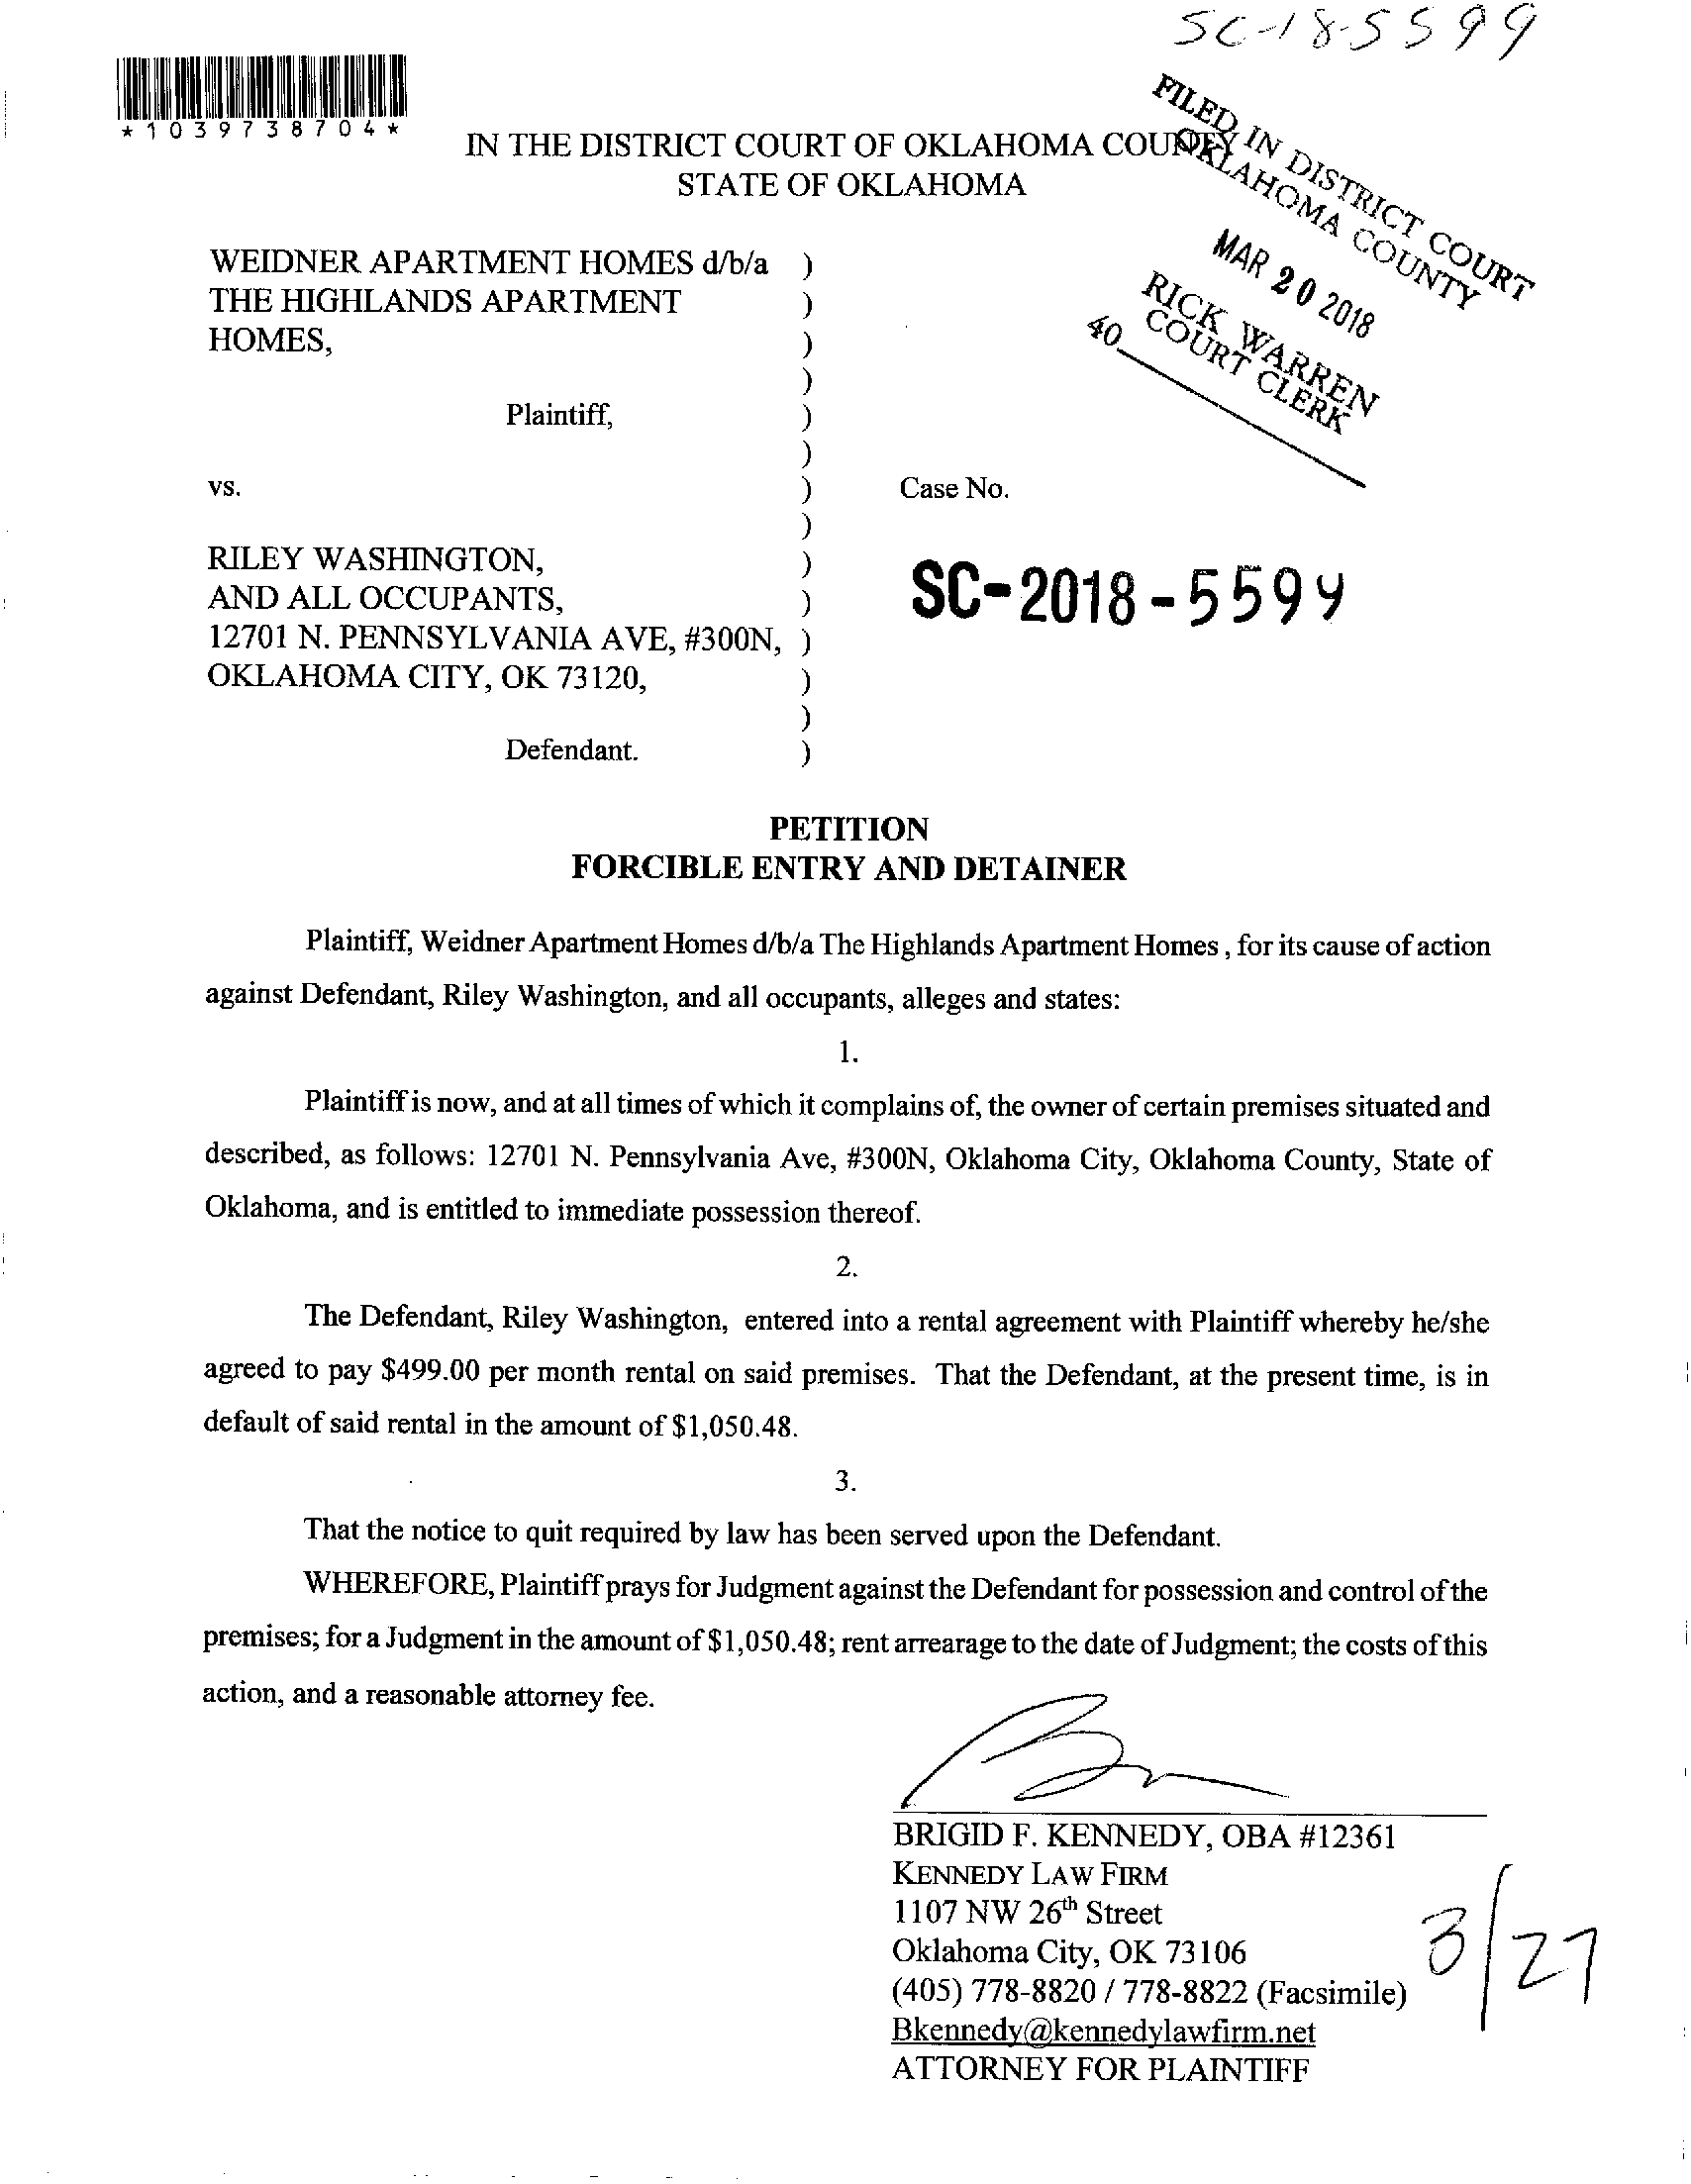 SC-18-5599
*1039738704*
FILED IN DISTRICT COURT
OKLAHOMA COUNTY
MAR 20 2018
RICK WARREN
COURT CLERK
40
IN THE DISTRICT COURT OF OKLAHOMA COUNTY
STATE OF OKLAHOMA
WEIDNER APARTMENT HOMES d/b/a )
THE HIGHLANDS APARTMENT )
HOMES, )
)
Plaintiff, )
)
vs. ) Case No.
)
RILEY WASHINGTON, )
AND ALL OCCUPANTS, ) SC-2018-5599
12701 N. PENNSYLVANIA AVE, #300N, )
OKLAHOMA CITY, OK 73120, )
)
Defendant. )
PETITION
FORCIBLE ENTRY AND DETAINER
Plaintiff, Weidner Apartment Homes d/b/a The Highlands Apartment Homes , for its cause of action
against Defendant, Riley Washington, and all occupants, alleges and states:
1.
Plaintiff is now, and at all times of which it complains of, the owner of certain premises situated and
described, as follows: 12701 N. Pennsylvania Ave, #300N, Oklahoma City, Oklahoma County, State of
Oklahoma, and is entitled to immediate possession thereof.
2.
The Defendant, Riley Washington, entered into a rental agreement with Plaintiff whereby he/she
agreed to pay $499.00 per month rental on said premises. That the Defendant, at the present time, is in
default of said rental in the amount of $1,050.48.
3.
That the notice to quit required by law has been served upon the Defendant.
WHEREFORE, Plaintiff prays for Judgment against the Defendant for possession and control of the
premises; for a Judgment in the amount of $1,050.48; rent arrearage to the date of Judgment; the costs of this
action, and a reasonable attorney fee.
BRIGID F. KENNEDY, OBA #12361
KENNEDY LAW FIRM
1107 NW 26th Street
Oklahoma City, OK 73106
(405) 778-8820 / 778-8822 (Facsimile)
Bkennedy@kennedylawfirm.net
ATTORNEY FOR PLAINTIFF
3/27